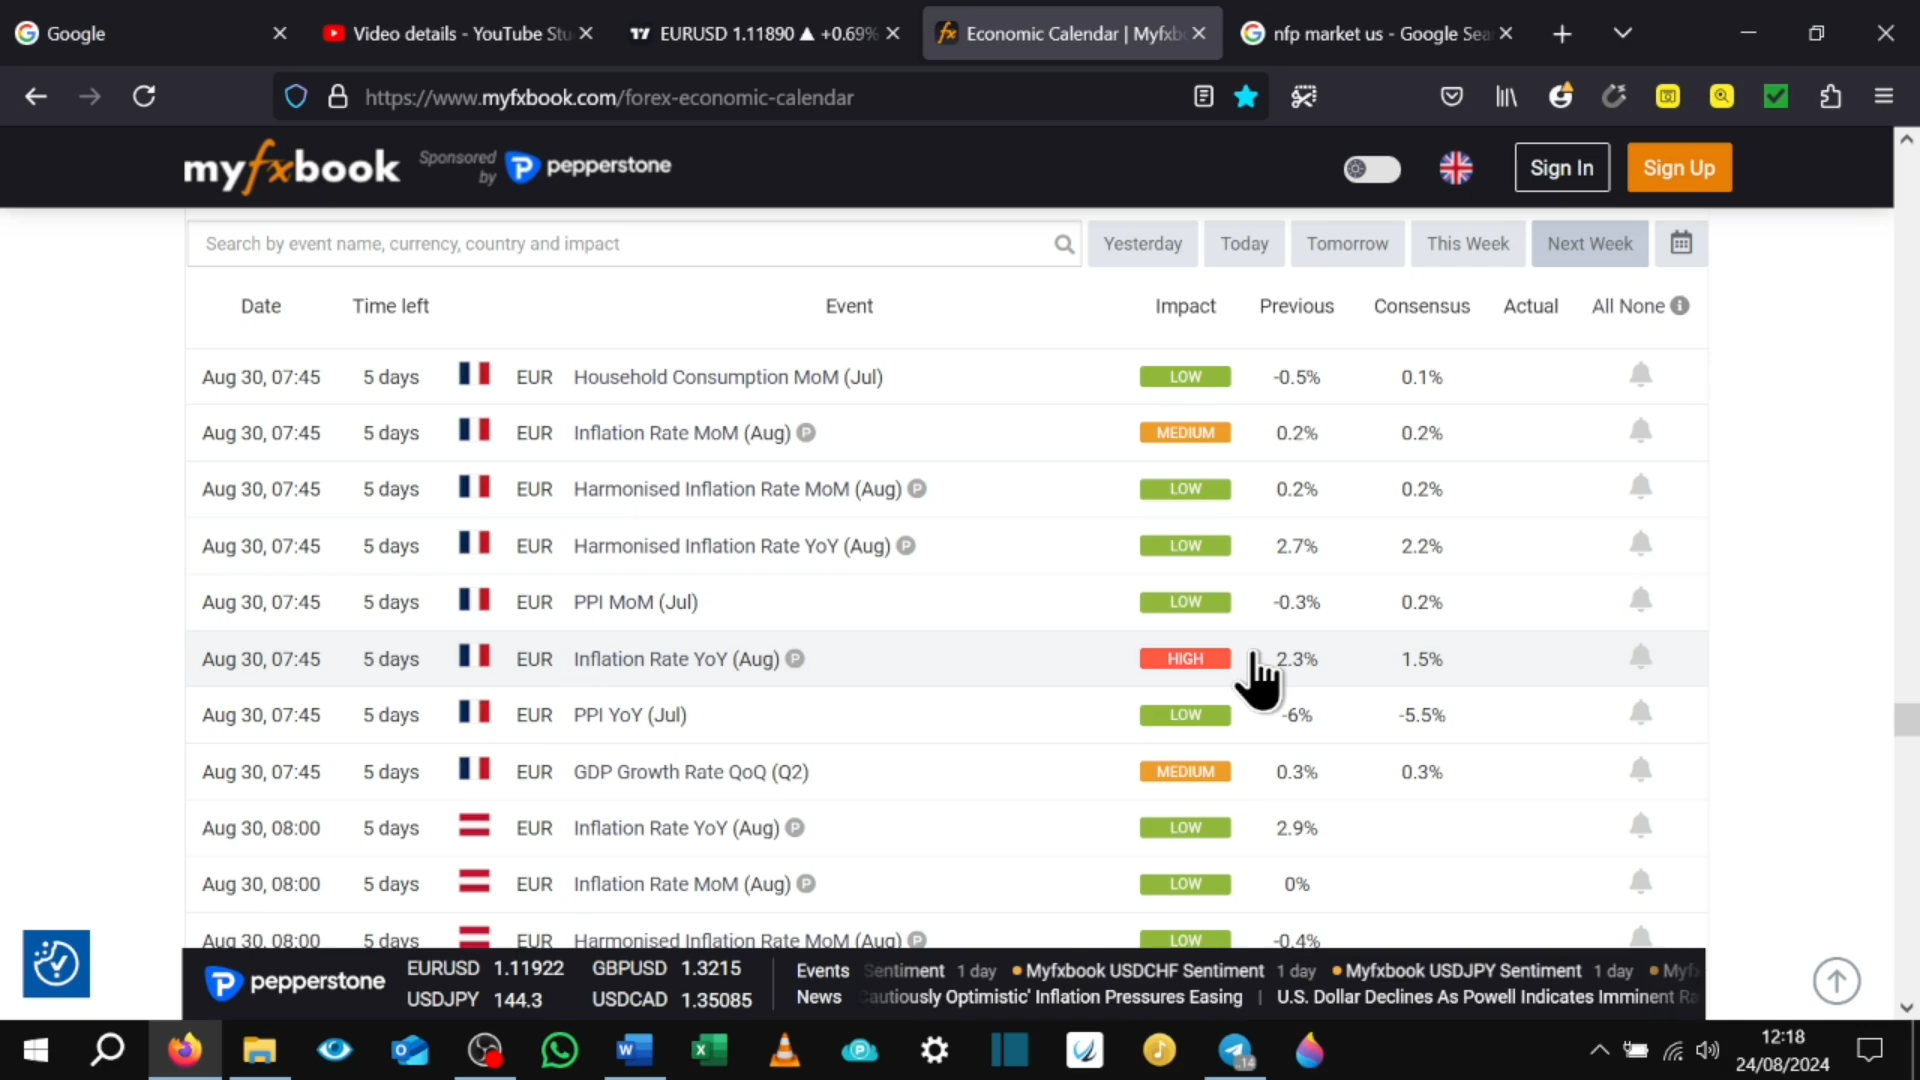 Google
Video details - YouTube Stu
EURUSD 1.11890 ▲ +0.69%
Economic Calendar | Myfxb
nfp market us - Google Sea
https://www.myfxbook.com/forex-economic-calendar
myfxbook
Sponsored by
pepperstone
Sign In
Sign Up
Search by event name, currency, country and impact
Yesterday
Today
Tomorrow
This Week
Next Week
Date Time left Event Impact Previous Consensus Actual All None
Aug 30, 07:45 5 days EUR Household Consumption MoM (Jul) LOW -0.5% 0.1%
Aug 30, 07:45 5 days EUR Inflation Rate MoM (Aug) P MEDIUM 0.2% 0.2%
Aug 30, 07:45 5 days EUR Harmonised Inflation Rate MoM (Aug) P LOW 0.2% 0.2%
Aug 30, 07:45 5 days EUR Harmonised Inflation Rate YoY (Aug) P LOW 2.7% 2.2%
Aug 30, 07:45 5 days EUR PPI MoM (Jul) LOW -0.3% 0.2%
Aug 30, 07:45 5 days EUR Inflation Rate YoY (Aug) P HIGH 2.3% 1.5%
Aug 30, 07:45 5 days EUR PPI YoY (Jul) LOW -6% -5.5%
Aug 30, 07:45 5 days EUR GDP Growth Rate QoQ (Q2) MEDIUM 0.3% 0.3%
Aug 30, 08:00 5 days EUR Inflation Rate YoY (Aug) P LOW 2.9%
Aug 30, 08:00 5 days EUR Inflation Rate MoM (Aug) P LOW 0%
Aug 30, 08:00 5 days EUR Harmonised Inflation Rate MoM (Aug) P LOW -0.4%
pepperstone
EURUSD 1.11922 GBPUSD 1.3215
USDJPY 144.3 USDCAD 1.35085
Events Sentiment 1 day Myfxbook USDCHF Sentiment 1 day Myfxbook USDJPY Sentiment 1 day Myf
News Cautiously Optimistic' Inflation Pressures Easing | U.S. Dollar Declines As Powell Indicates Imminent Ra
12:18
24/08/2024